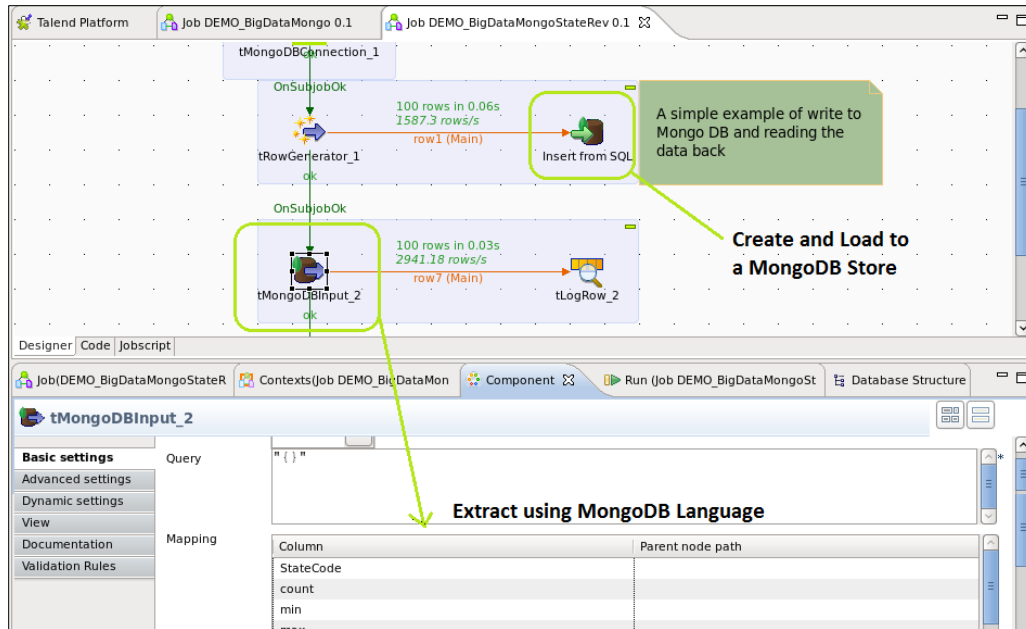 Talend Platform
Job DEMO_BigDataMongo 0.1
Job DEMO_BigDataMongoStateRev 0.1
tMongoDBConnection_1
ok
OnSubjobOk
100 rows in 0.06s
1587.3 rows/s
row1 (Main)
tRowGenerator_1
Insert from SQL
ok
A simple example of write to
Mongo DB and reading the
data back
OnSubjobOk
100 rows in 0.03s
2941.18 rows/s
row7 (Main)
tMongoDBInput_2
tLogRow_2
ok
Create and Load to
a MongoDB Store
Designer Code Jobscript
Job(DEMO_BigDataMongoStateR
Contexts(Job DEMO_BigDataMon
Component
Run (Job DEMO_BigDataMongoSt
Database Structure
tMongoDBInput_2
Basic settings
Advanced settings
Dynamic settings
View
Documentation
Validation Rules
Query
"{}"
*
Extract using MongoDB Language
Mapping
Column Parent node path
StateCode
count
min
max